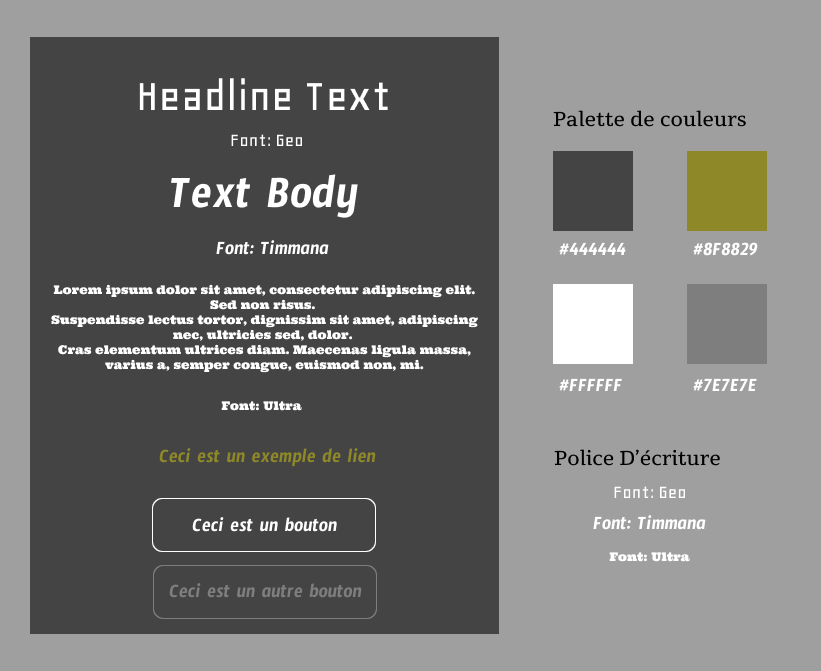 Headline Text
Font: Geo
Text Body
Font: Timmana
Lorem ipsum dolor sit amet, consectetur adipiscing elit.
Sed non risus.
Suspendisse lectus tortor, dignissim sit amet, adipiscing
nec, ultricies sed, dolor.
Cras elementum ultrices diam. Maecenas ligula massa,
varius a, semper congue, euismod non, mi.
Font: Ultra
Ceci est un exemple de lien
Ceci est un bouton
Ceci est un autre bouton
Palette de couleurs
#444444 #8F8829
#FFFFFF #7E7E7E
Police D’écriture
Font: Geo
Font: Timmana
Font: Ultra